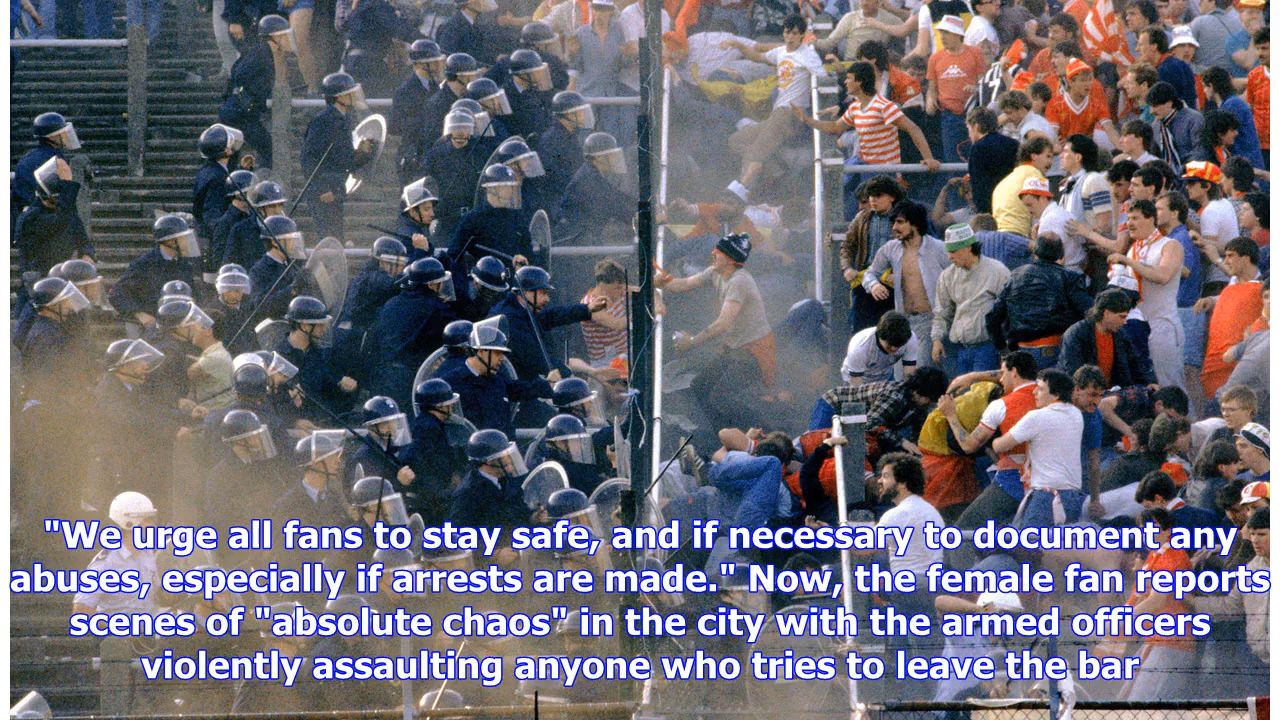 "We urge all fans to stay safe, and if necessary to document any
abuses, especially if arrests are made." Now, the female fan reports
scenes of "absolute chaos" in the city with the armed officers
violently assaulting anyone who tries to leave the bar